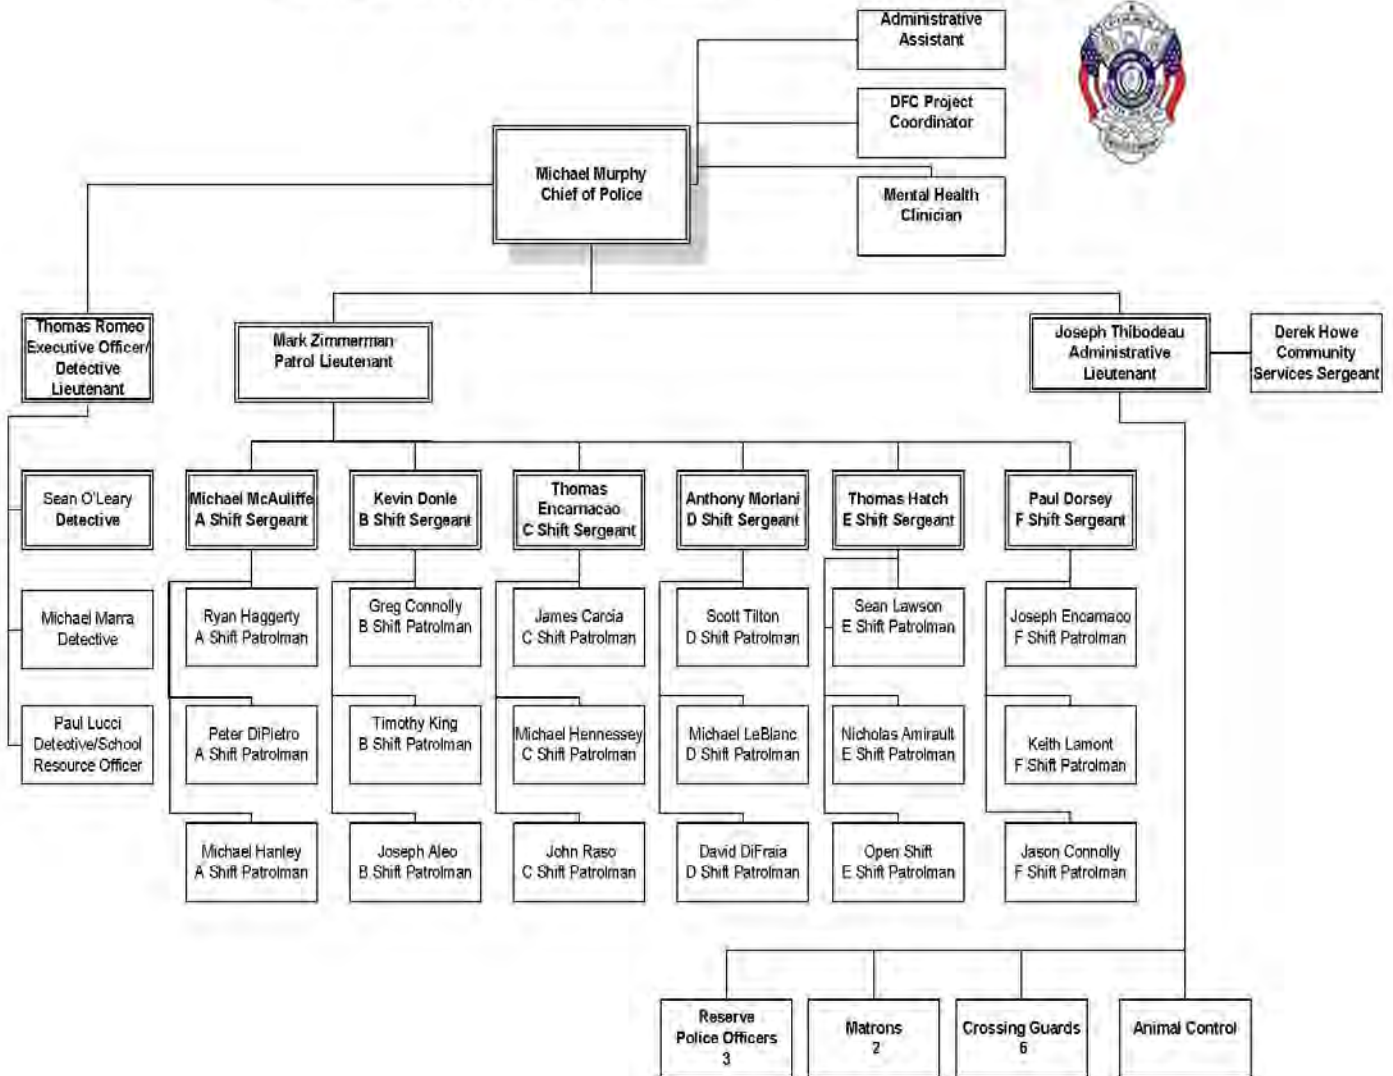 Administrative
Assistant
DFC Project
Coordinator
Mental Health
Clinician
Michael Murphy
Chief of Police
Thomas Romeo
Executive Officer/
Detective
Lieutenant
Mark Zimmerman
Patrol Lieutenant
Joseph Thibodeau
Administrative
Lieutenant
Derek Howe
Community
Services Sergeant
Sean O'Leary
Detective
Michael McAuliffe
A Shift Sergeant
Kevin Donle
B Shift Sergeant
Thomas
Encarnacao
C Shift Sergeant
Anthony Moriani
D Shift Sergeant
Thomas Hatch
E Shift Sergeant
Paul Dorsey
F Shift Sergeant
Michael Marra
Detective
Ryan Haggerty
A Shift Patrolman
Greg Connolly
B Shift Patrolman
James Carcia
C Shift Patrolman
Scott Tilton
D Shift Patrolman
Sean Lawson
E Shift Patrolman
Joseph Encarnaco
F Shift Patrolman
Paul Lucci
Detective/School
Resource Officer
Peter DiPietro
A Shift Patrolman
Timothy King
B Shift Patrolman
Michael Hennessey
C Shift Patrolman
Michael LeBlanc
D Shift Patrolman
Nicholas Amirault
E Shift Patrolman
Keith Lamont
F Shift Patrolman
Michael Hanley
A Shift Patrolman
Joseph Aleo
B Shift Patrolman
John Raso
C Shift Patrolman
David DiFraia
D Shift Patrolman
Open Shift
E Shift Patrolman
Jason Connolly
F Shift Patrolman
Reserve
Police Officers
3
Matrons
2
Crossing Guards
6
Animal Control